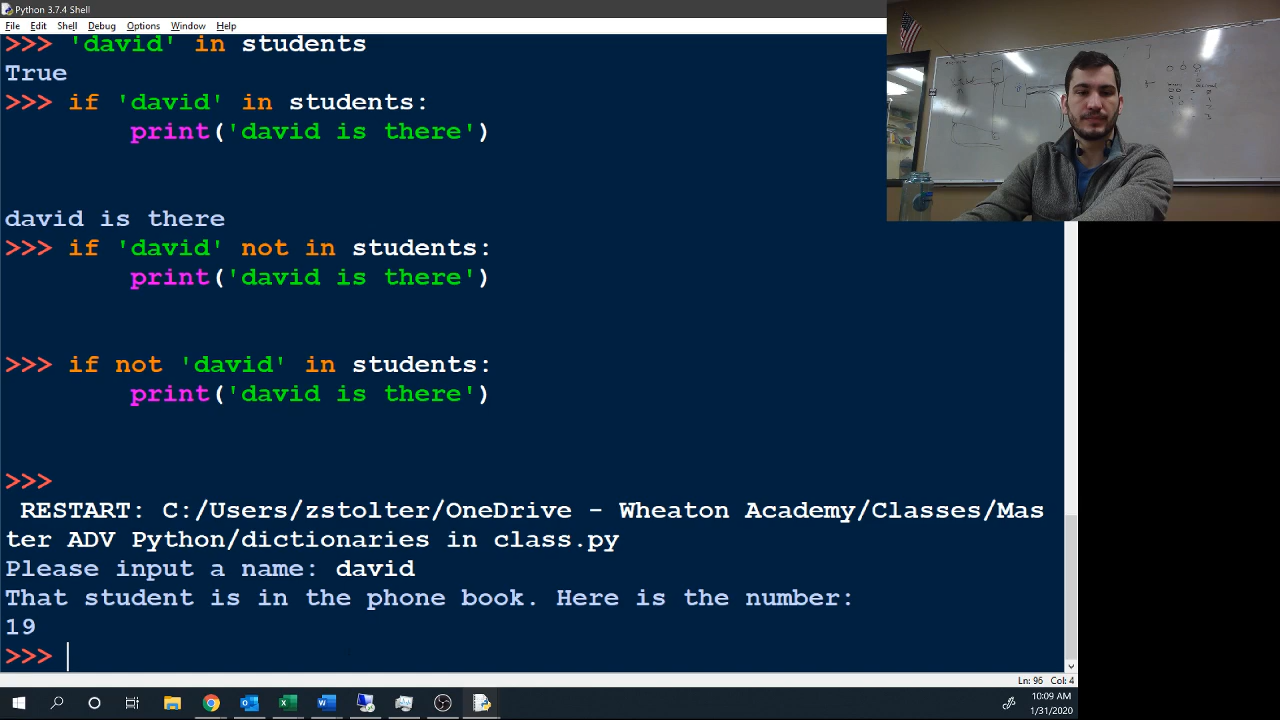 Python 3.7.4 Shell
File Edit Shell Debug Options Window Help
>>> 'david' in students
True
>>> if 'david' in students:
        print('david is there')
david is there
>>> if 'david' not in students:
        print('david is there')
>>> if not 'david' in students:
        print('david is there')
>>>
 RESTART: C:/Users/zstolter/OneDrive - Wheaton Academy/Classes/Mas
ter ADV Python/dictionaries in class.py
Please input a name: david
That student is in the phone book. Here is the number:
19
>>>
Ln: 96 Col: 4
10:09 AM
1/31/2020